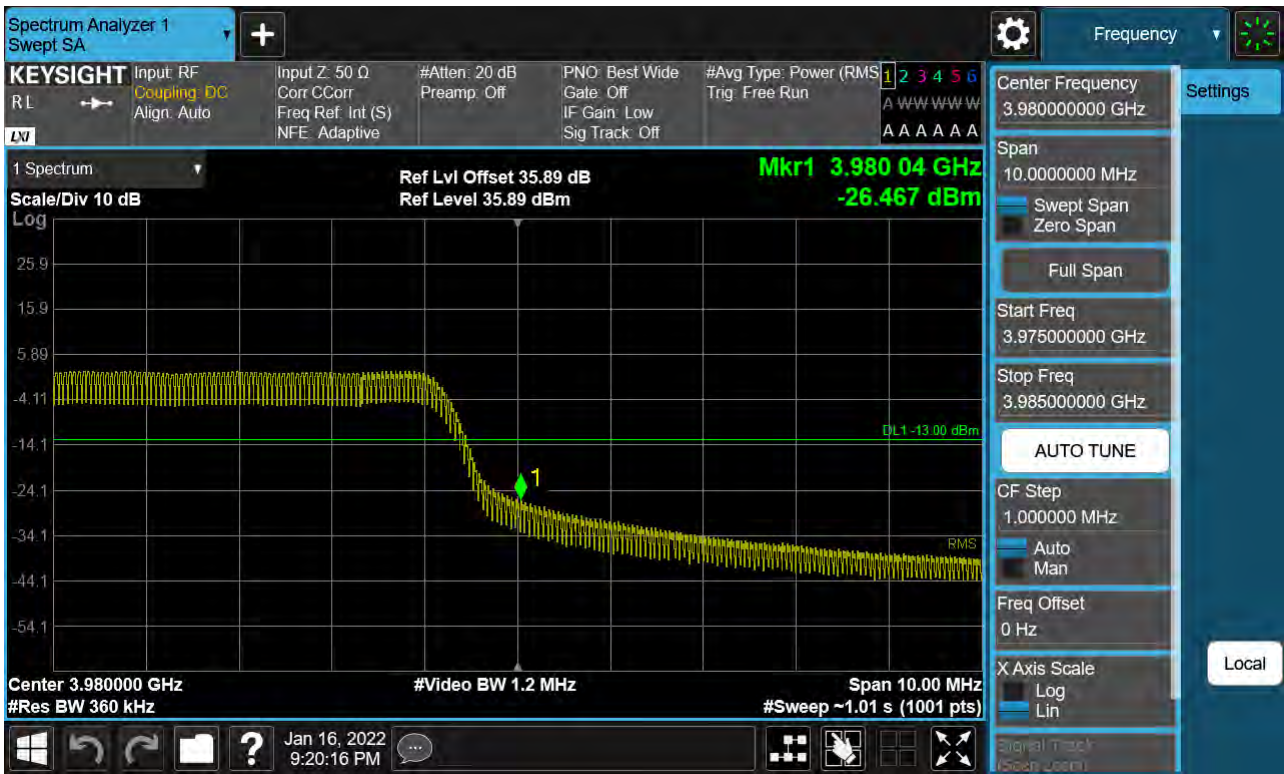 Spectrum Analyzer 1
Swept SA
Frequency
KEYSIGHT
RL
LXI
Input: RF
Coupling: DC
Align: Auto
Input Z: 50 Ω
Corr CCorr
Freq Ref: Int (S)
NFE: Adaptive
#Atten: 20 dB
Preamp: Off
PNO: Best Wide
Gate: Off
IF Gain: Low
Sig Track: Off
#Avg Type: Power (RMS
Trig: Free Run
1 2 3 4 5 6
A WW WW W
A A A A A A
1 Spectrum
Scale/Div 10 dB
Log
Ref Lvl Offset 35.89 dB
Ref Level 35.89 dBm
Mkr1 3.980 04 GHz
-26.467 dBm
25.9
15.9
5.89
-4.11
-14.1
-24.1
-34.1
-44.1
-54.1
DL1 -13.00 dBm
1
RMS
Center 3.980000 GHz
#Res BW 360 kHz
#Video BW 1.2 MHz
Span 10.00 MHz
#Sweep ~1.01 s (1001 pts)
Center Frequency
3.980000000 GHz
Settings
Span
10.0000000 MHz
Swept Span
Zero Span
Full Span
Start Freq
3.975000000 GHz
Stop Freq
3.985000000 GHz
AUTO TUNE
CF Step
1.000000 MHz
Auto
Man
Freq Offset
0 Hz
X Axis Scale
Log
Lin
Local
Signal Track
(Span Zoom)
?
Jan 16, 2022
9:20:16 PM